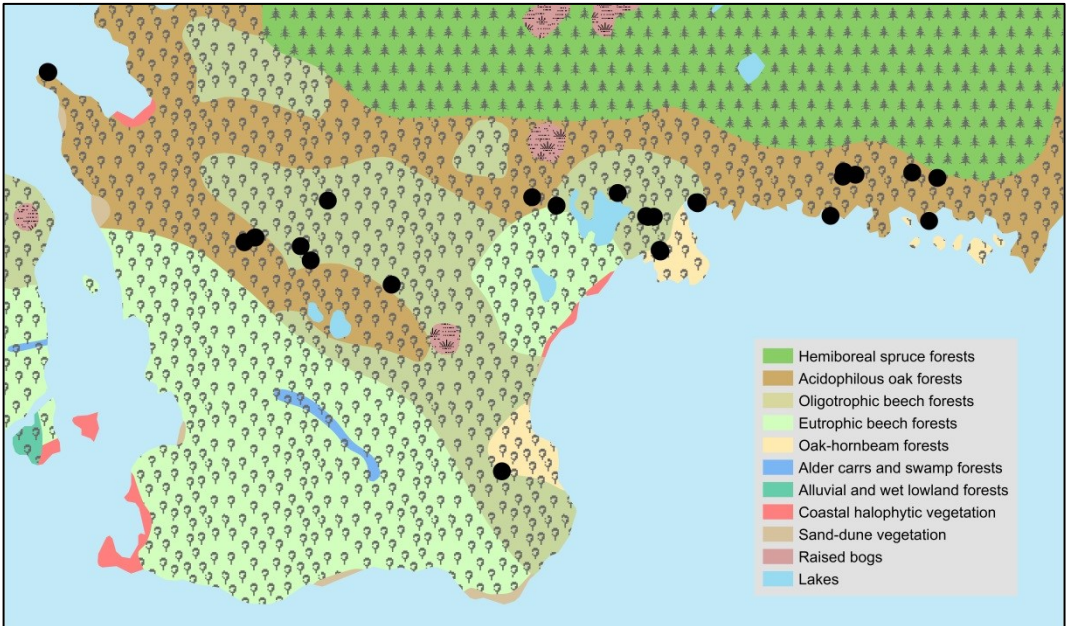 Hemiboreal spruce forests
Acidophilous oak forests
Oligotrophic beech forests
Eutrophic beech forests
Oak-hornbeam forests
Alder carrs and swamp forests
Alluvial and wet lowland forests
Coastal halophytic vegetation
Sand-dune vegetation
Raised bogs
Lakes